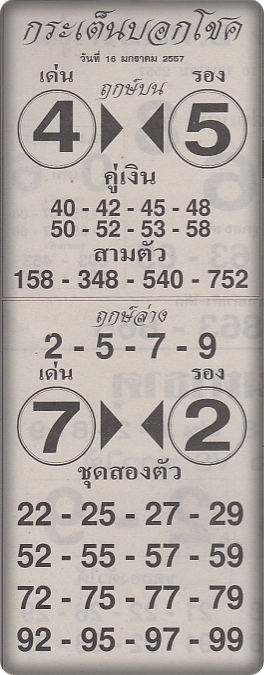 กระเต็นบอกโชค
วันที่ 16 มกราคม 2557
เด่น ฤกษ์บน รอง
4 5
คู่เงิน
40 - 42 - 45 - 48
50 - 52 - 53 - 58
สามตัว
158 - 348 - 540 - 752
ฤกษ์ล่าง
2 - 5 - 7 - 9
เด่น รอง
7 2
ชุดสองตัว
22 - 25 - 27 - 29
52 - 55 - 57 - 59
72 - 75 - 77 - 79
92 - 95 - 97 - 99